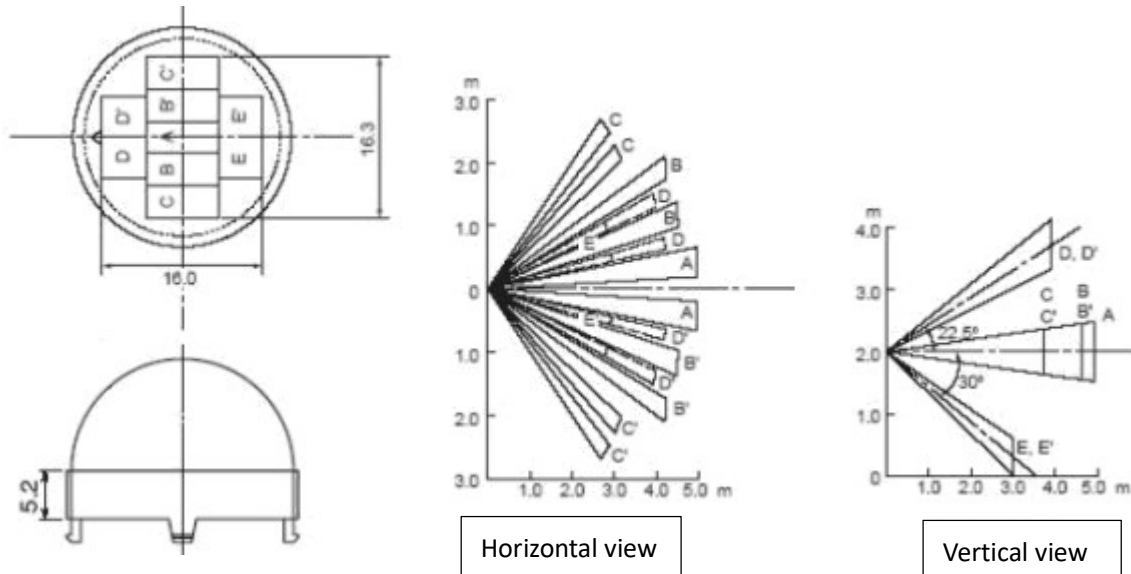 C'
B'
D'
E'
A
D
E
B
C
16.3
16.0
5.2
m
3.0
2.0
1.0
0
1.0
2.0
3.0
C
C
B
D
B
E
D
A
A
E'
D'
B'
D'
B'
C'
C'
1.0 2.0 3.0 4.0 5.0 m
Horizontal view
m
4.0
3.0
2.0
1.0
0
D, D'
C B
C' B' A
22.5°
30°
E, E'
1.0 2.0 3.0 4.0 5.0 m
Vertical view